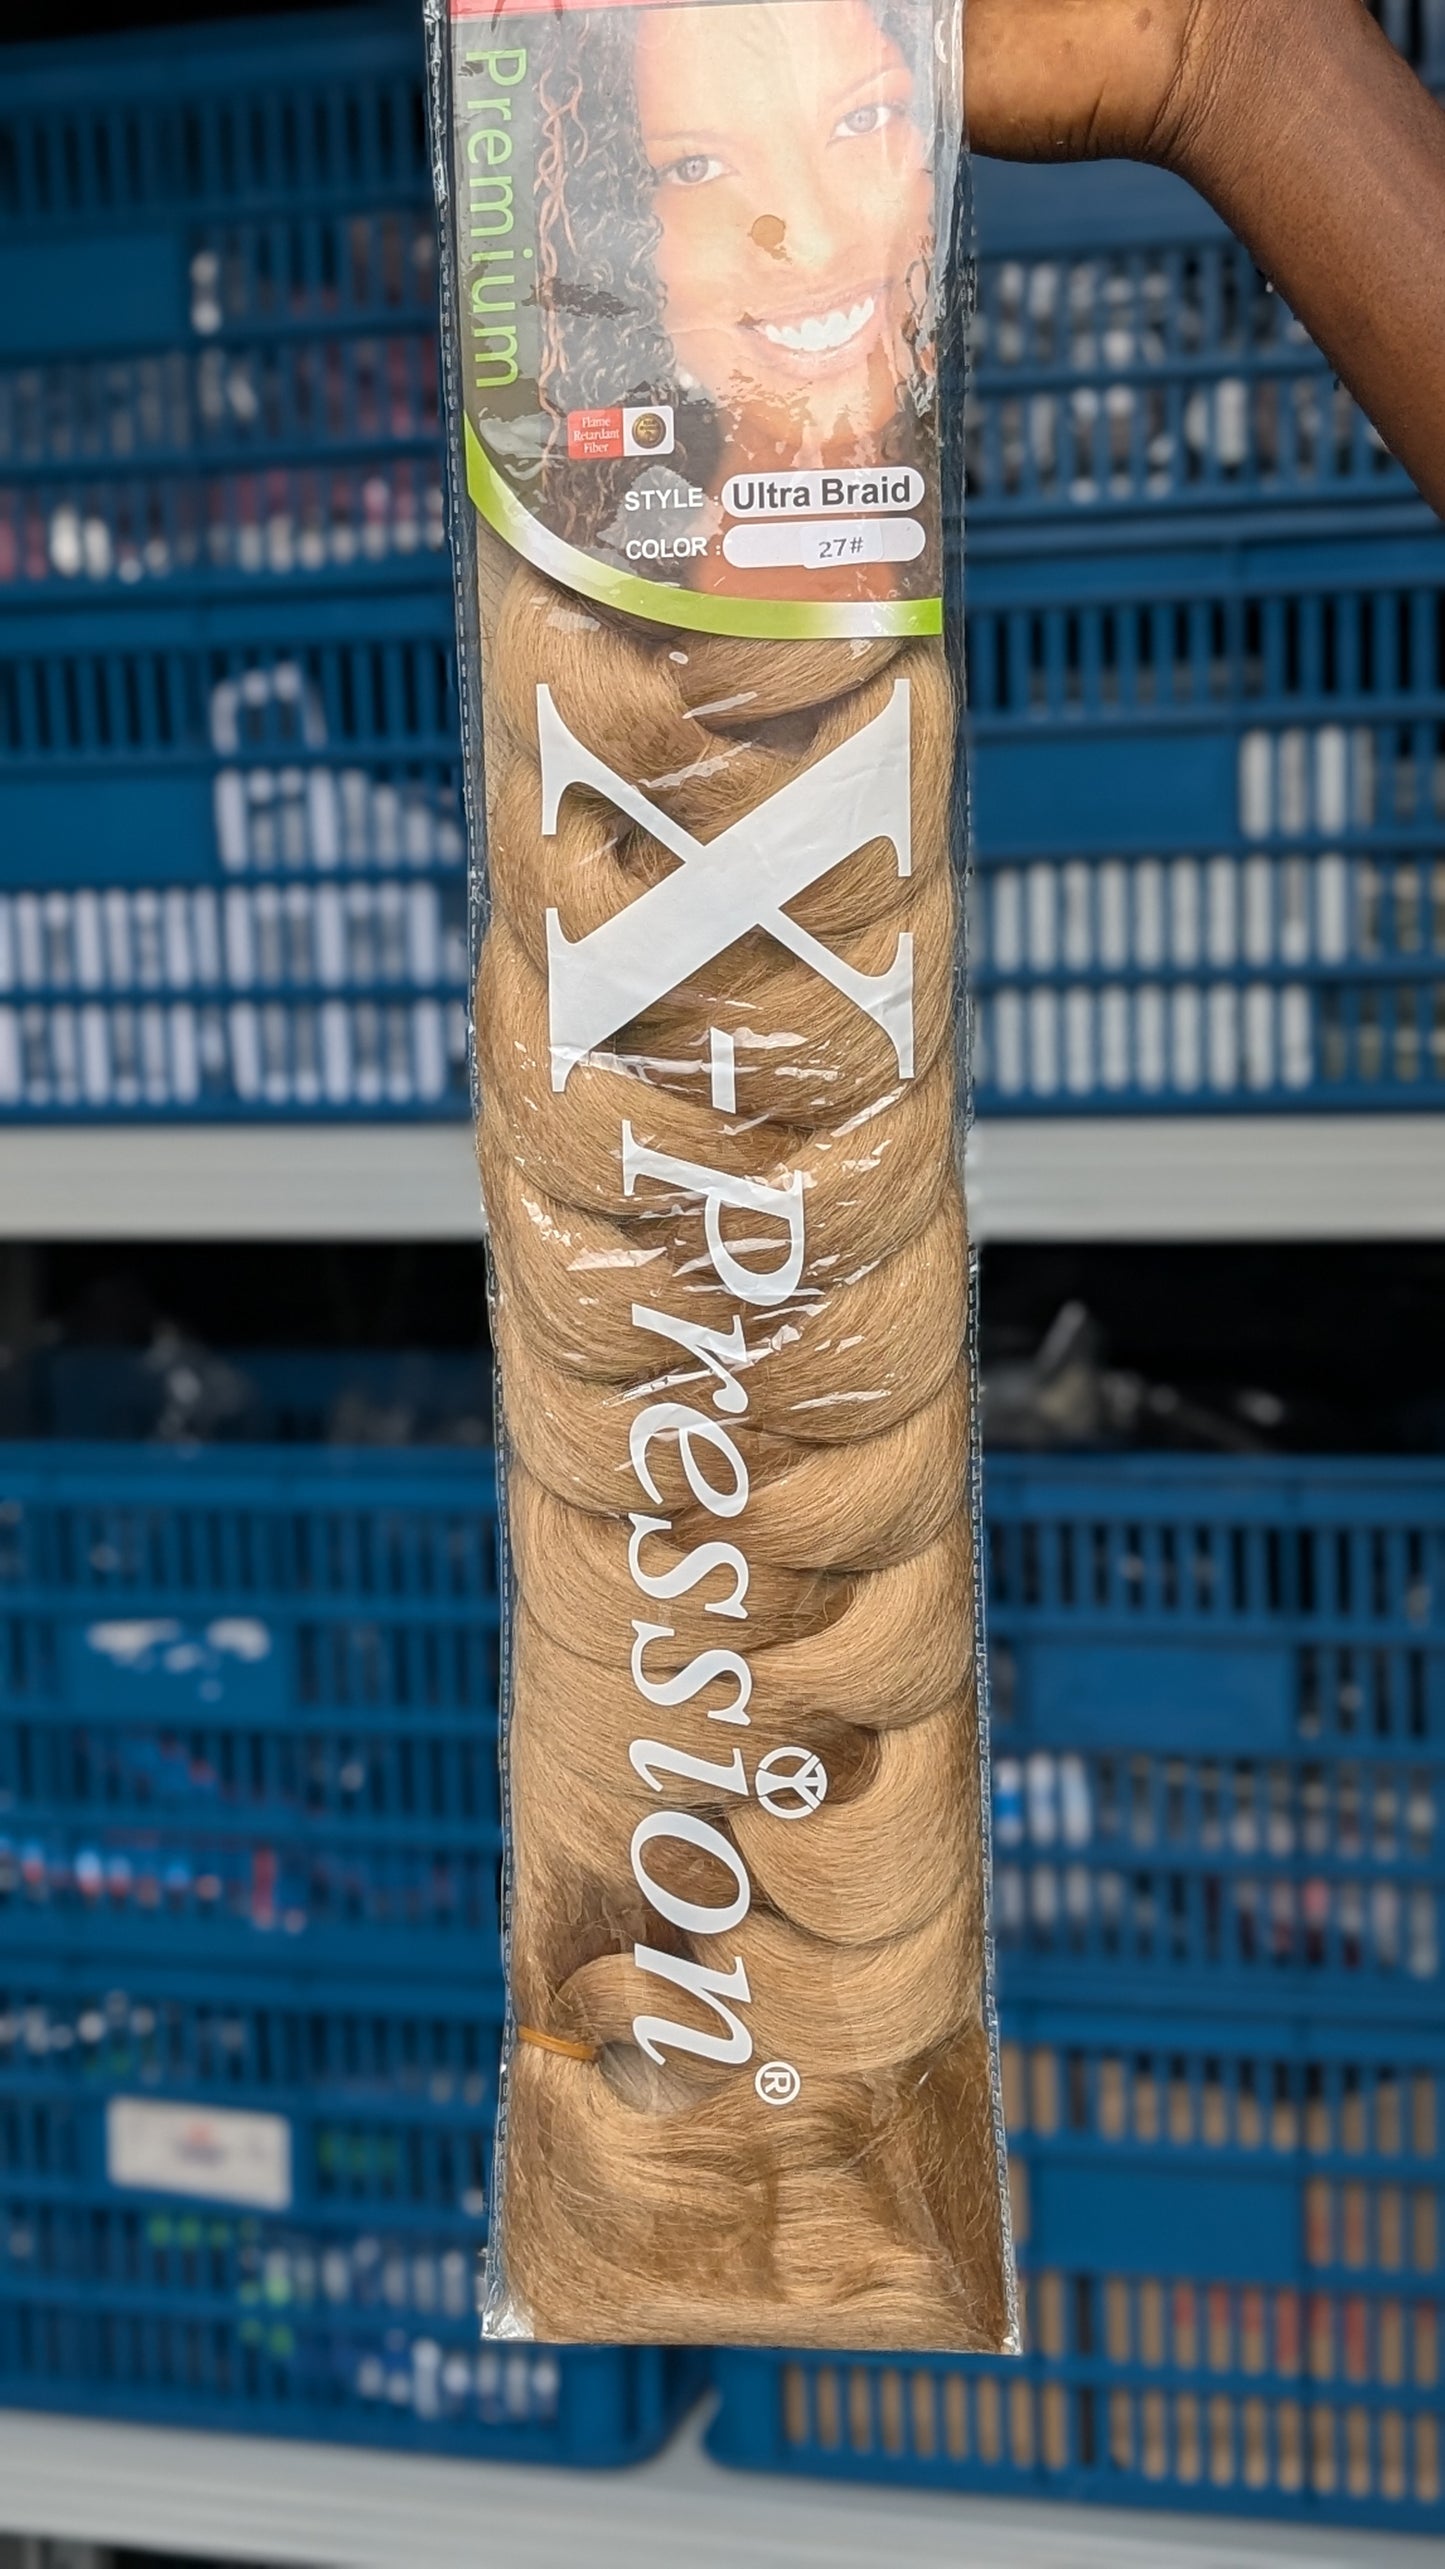 Premium
Flame
Retardant
Fiber
STYLE : Ultra Braid
COLOR : 27#
X-Pression®